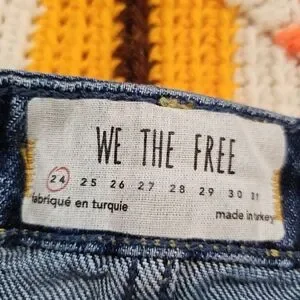 WE THE FREE
24 25 26 27 28 29 30 31
fabriqué en turquie made in turkey